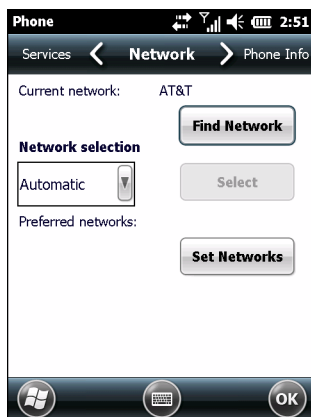 Phone 2:51
Services Network Phone Info
Current network: AT&T
Find Network
Network selection
Automatic
Select
Preferred networks:
Set Networks
OK